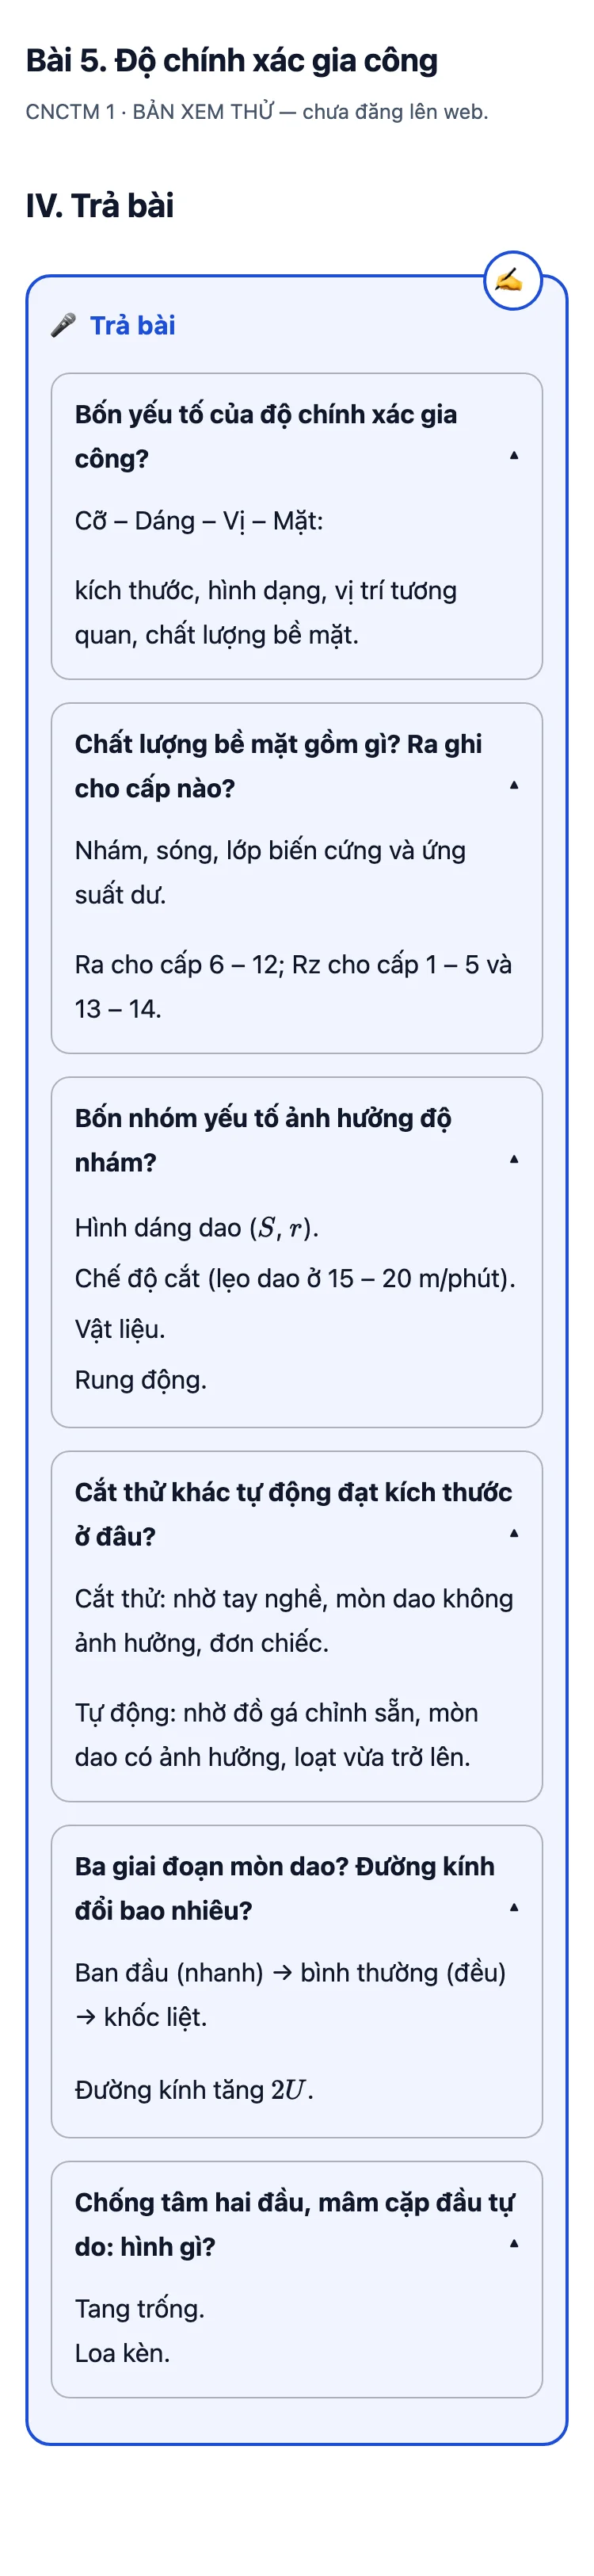 Bài 5. Độ chính xác gia công
CNCTM 1 · BẢN XEM THỬ — chưa đăng lên web.
IV. Trả bài
✍️
🎤 Trả bài
Bốn yếu tố của độ chính xác gia
công? ▲
Cỡ – Dáng – Vị – Mặt:
kích thước, hình dạng, vị trí tương
quan, chất lượng bề mặt.
Chất lượng bề mặt gồm gì? Ra ghi
cho cấp nào? ▲
Nhám, sóng, lớp biến cứng và ứng
suất dư.
Ra cho cấp 6 – 12; Rz cho cấp 1 – 5 và
13 – 14.
Bốn nhóm yếu tố ảnh hưởng độ
nhám? ▲
Hình dáng dao (S, r).
Chế độ cắt (lẹo dao ở 15 – 20 m/phút).
Vật liệu.
Rung động.
Cắt thử khác tự động đạt kích thước
ở đâu? ▲
Cắt thử: nhờ tay nghề, mòn dao không
ảnh hưởng, đơn chiếc.
Tự động: nhờ đồ gá chỉnh sẵn, mòn
dao có ảnh hưởng, loạt vừa trở lên.
Ba giai đoạn mòn dao? Đường kính
đổi bao nhiêu? ▲
Ban đầu (nhanh) → bình thường (đều)
→ khốc liệt.
Đường kính tăng 2U.
Chống tâm hai đầu, mâm cặp đầu tự
do: hình gì? ▲
Tang trống.
Loa kèn.